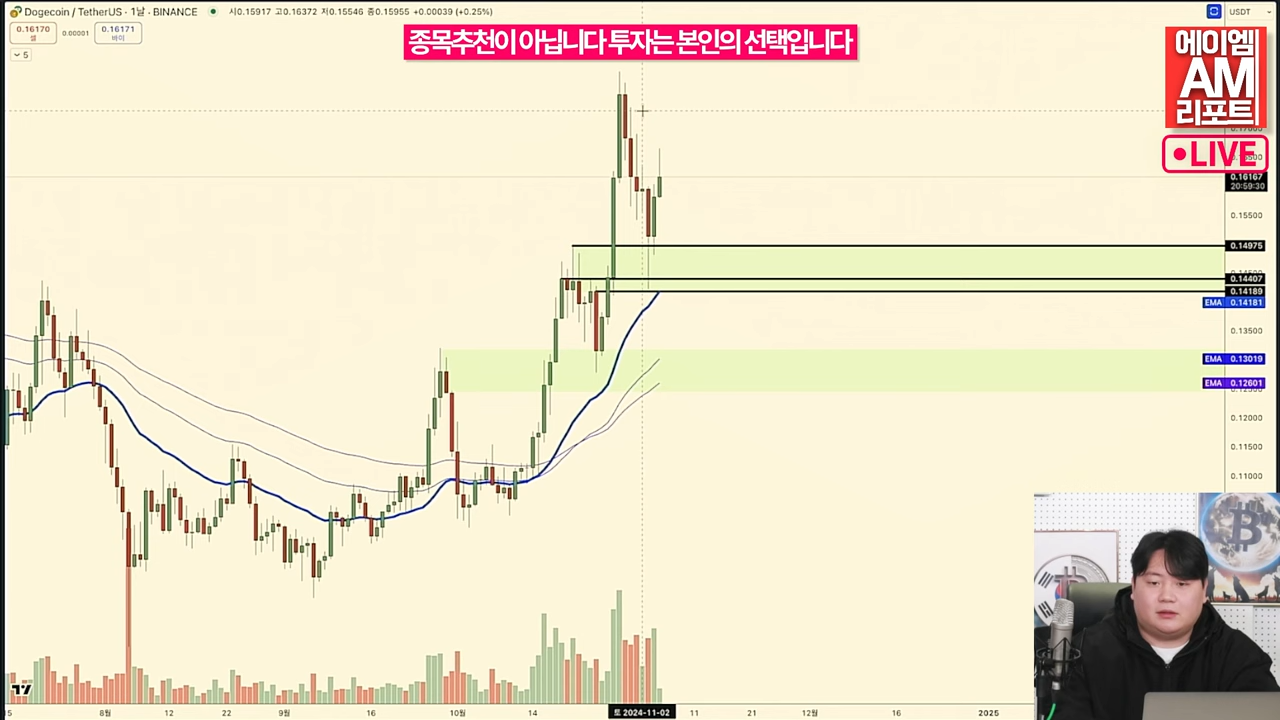 Dogecoin / TetherUS · 1날 · BINANCE
시0.15917 고0.16372 저0.15546 종0.15955 +0.00039 (+0.25%)
0.16170
셀
0.00001
0.16171
바이
5
종목추천이 아닙니다 투자는 본인의 선택입니다
USDT
에이엠
AM
리포트
LIVE
0.16167
20:59:30
0.15500
0.14975
0.14407
0.14189
EMA 0.14181
0.13500
EMA 0.13019
EMA 0.12601
0.12000
0.11500
0.11000
8월
12
22
9월
16
10월
14
토 2024-11-02
11
21
12월
16
2025